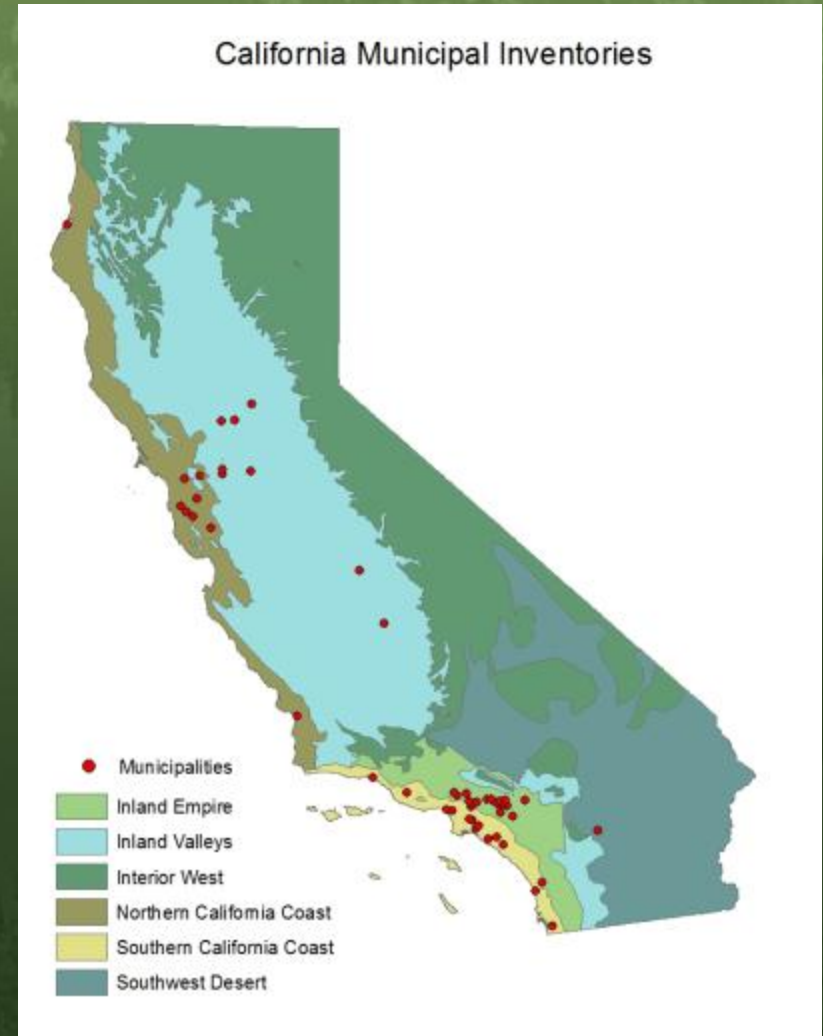 California Municipal Inventories
Municipalities
Inland Empire
Inland Valleys
Interior West
Northern California Coast
Southern California Coast
Southwest Desert